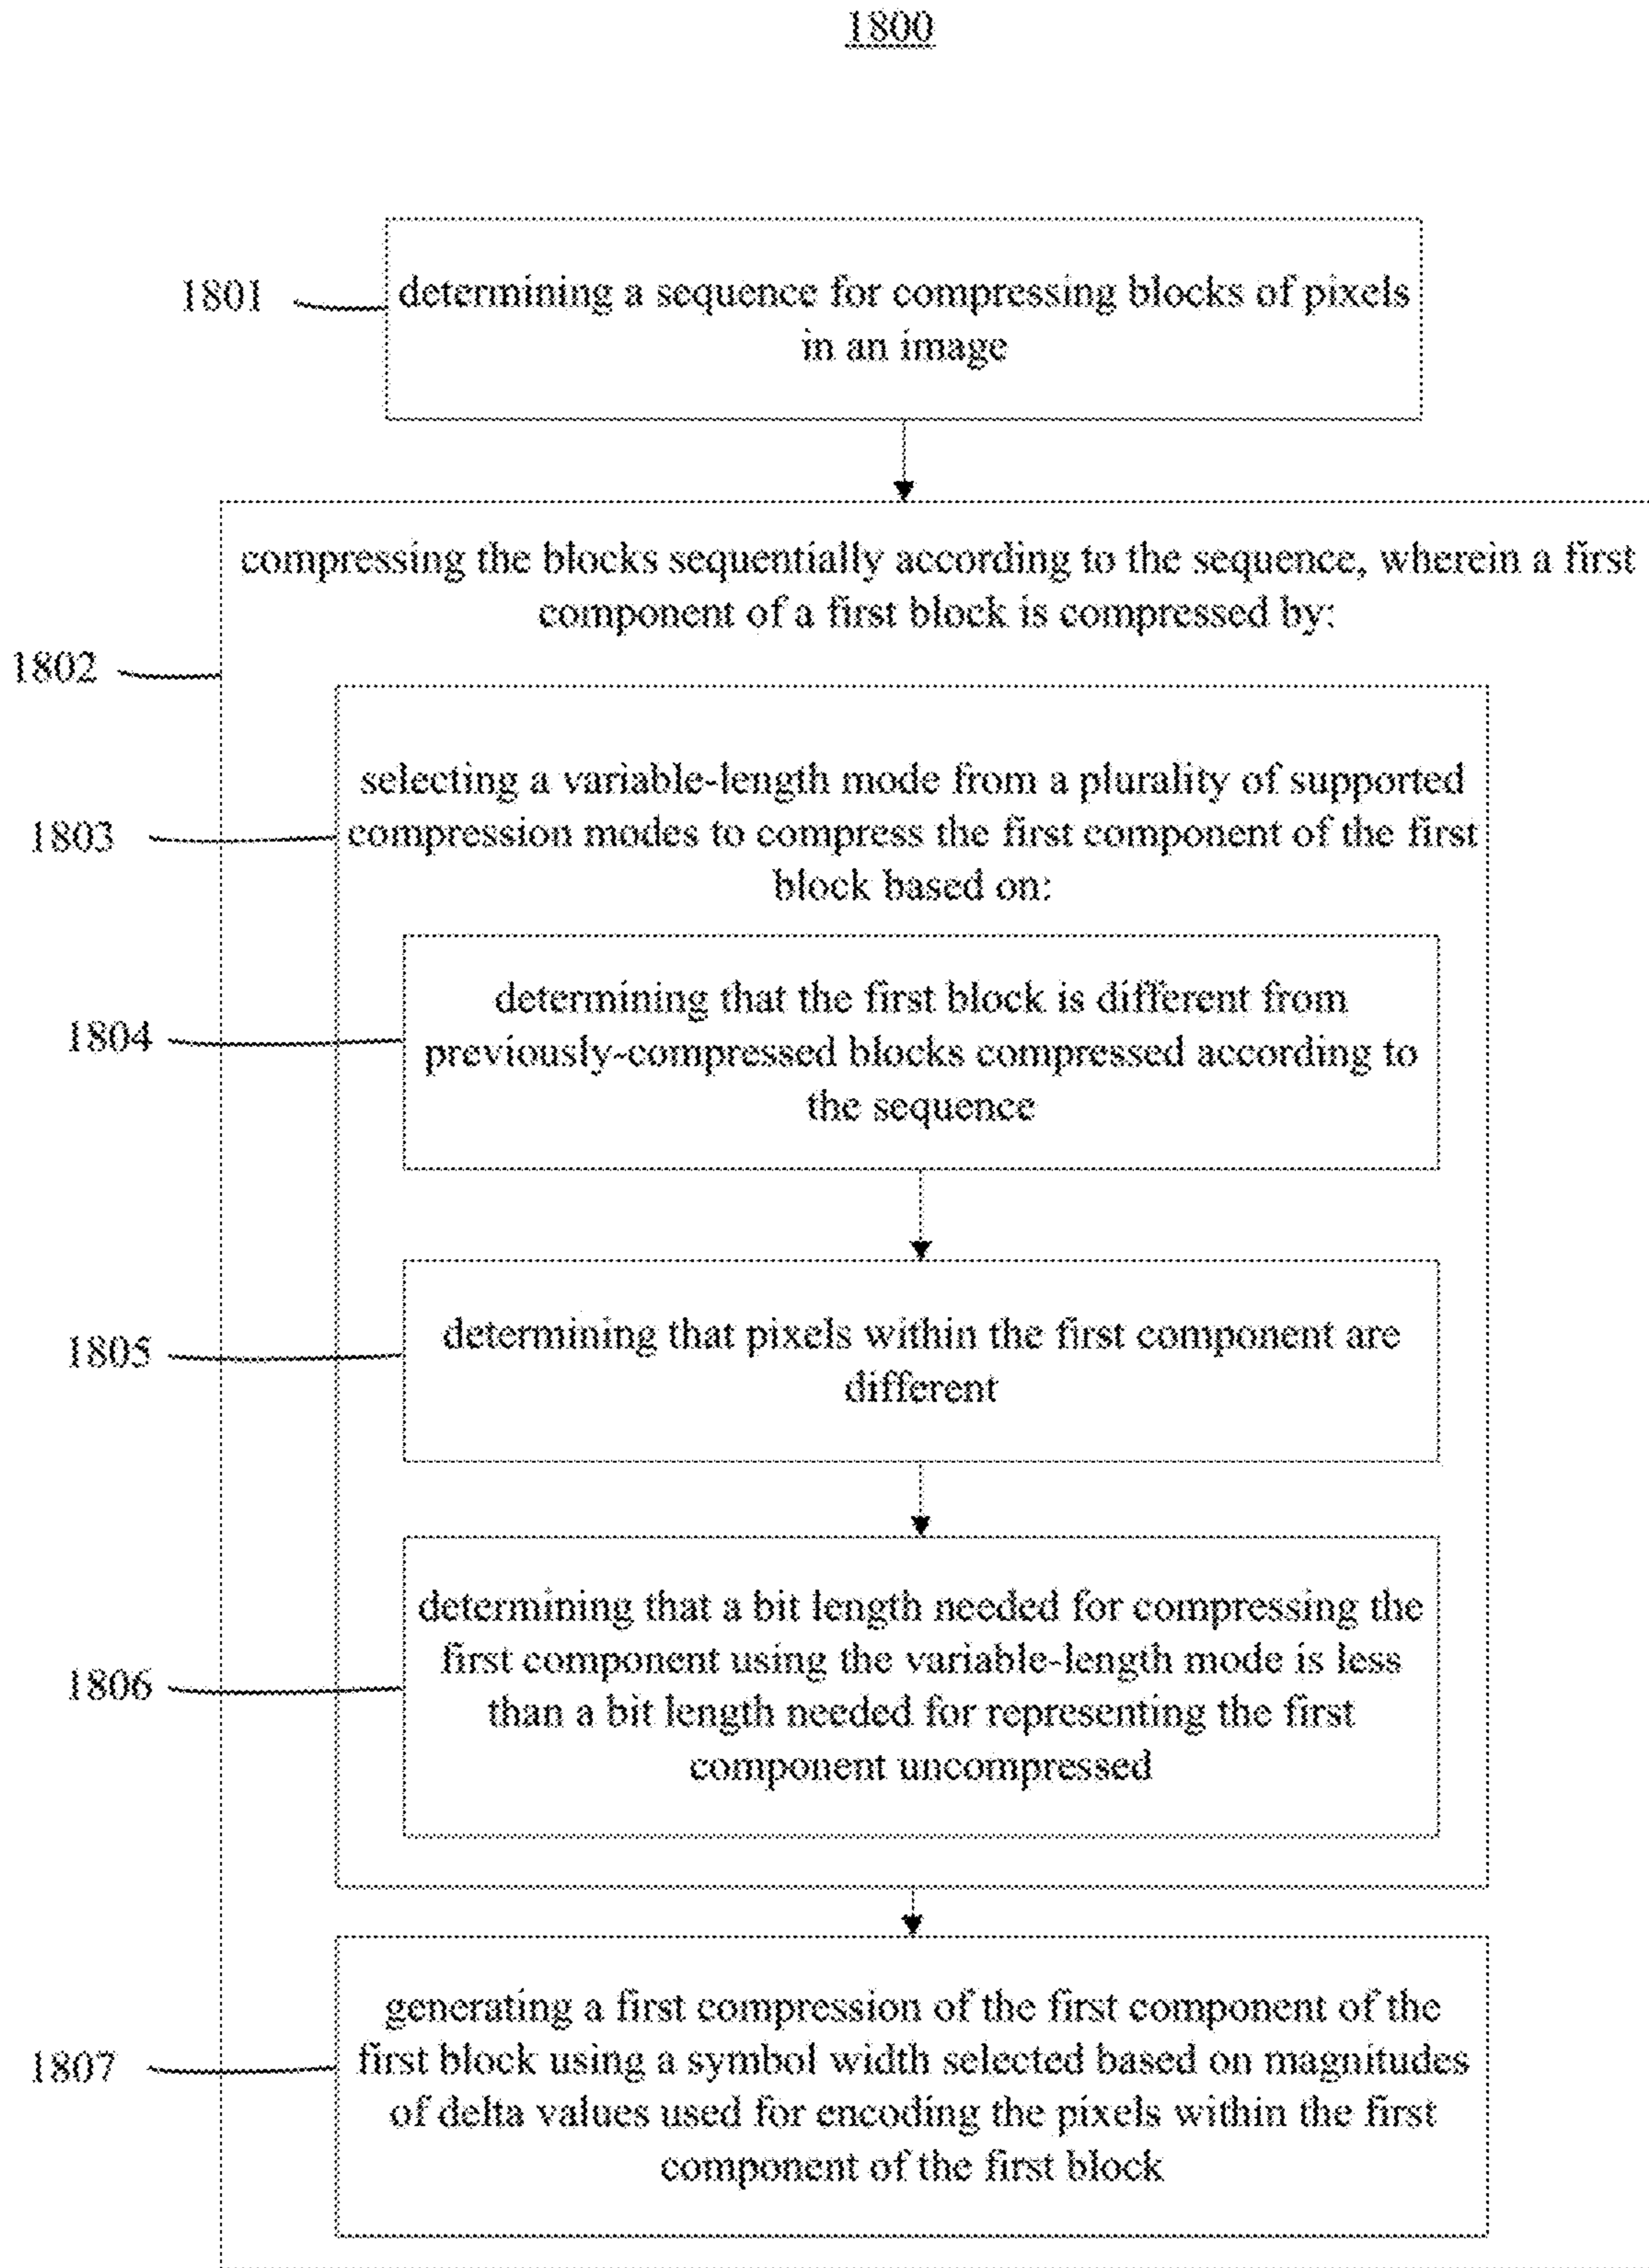 1800
1801
determining a sequence for compressing blocks of pixels
in an image
compressing the blocks sequentially according to the sequence, wherein a first
component of a first block is compressed by:
1802
selecting a variable-length mode from a plurality of supported
1803
compression modes to compress the first component of the first
block based on:
determining that the first block is different from
1804
previously-compressed blocks compressed according to
the sequence
1805
determining that pixels within the first component are
different
determining that a bit length needed for compressing the
first component using the variable-length mode is less
1806
than a bit length needed for representing the first
component uncompressed
generating a first compression of the first component of the
1807
first block using a symbol width selected based on magnitudes
of delta values used for encoding the pixels within the first
component of the first block